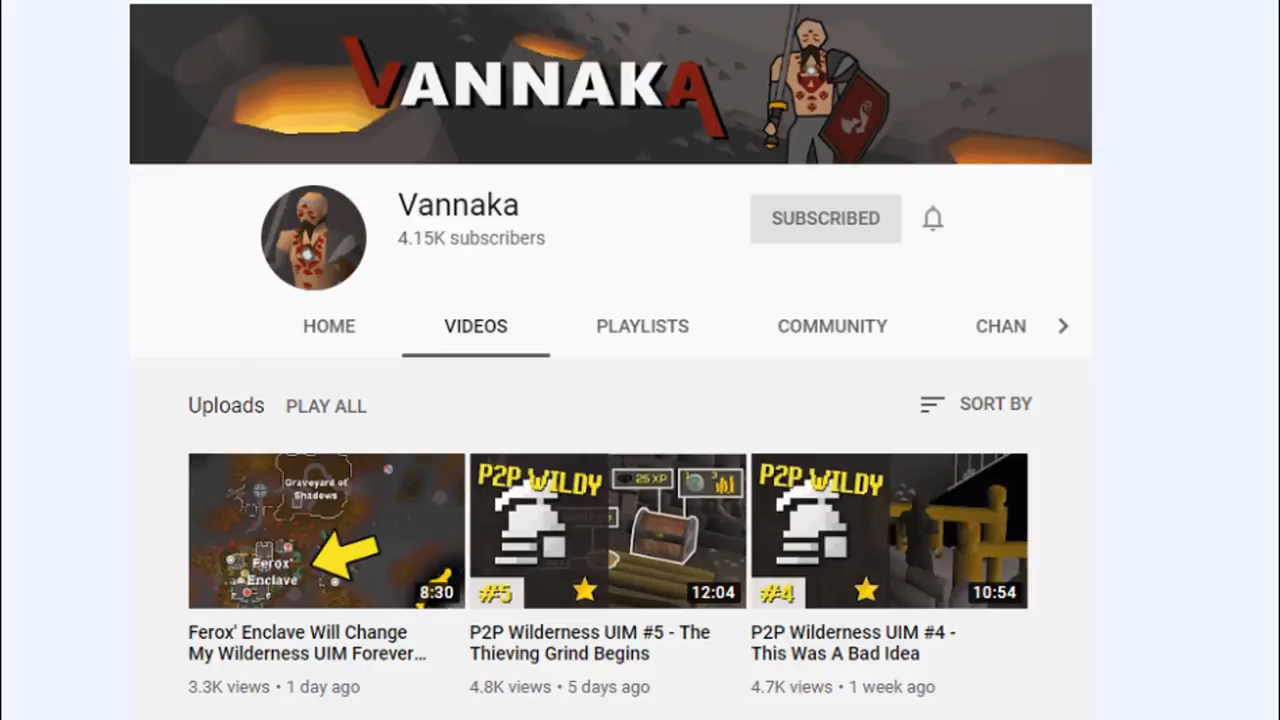 VANNAKA
Vannaka
4.15K subscribers
SUBSCRIBED
HOME
VIDEOS
PLAYLISTS
COMMUNITY
CHAN
Uploads
PLAY ALL
SORT BY
Graveyard of
Shadows
Ferox'
Enclave
8:30
P2P WILDY
25 XP
#5
12:04
P2P WILDY
#4
10:54
Ferox' Enclave Will Change
My Wilderness UIM Forever...
3.3K views • 1 day ago
P2P Wilderness UIM #5 - The
Thieving Grind Begins
4.8K views • 5 days ago
P2P Wilderness UIM #4 -
This Was A Bad Idea
4.7K views • 1 week ago